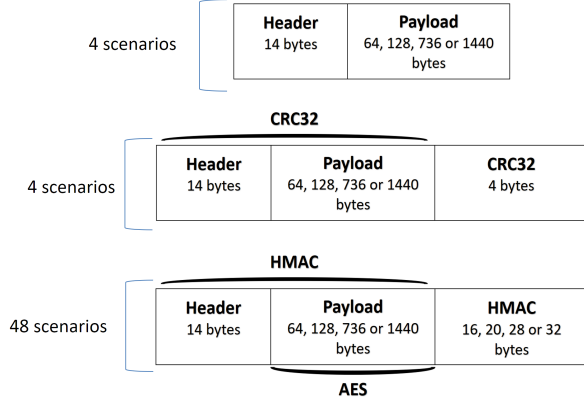 Header
Payload
4 scenarios
14 bytes
64, 128, 736 or 1440
bytes
CRC32
Header
Payload
CRC32
4 scenarios
14 bytes
64, 128, 736 or 1440
bytes
4 bytes
HMAC
Header
Payload
HMAC
48 scenarios
14 bytes
64, 128, 736 or 1440
bytes
16, 20, 28 or 32
bytes
AES